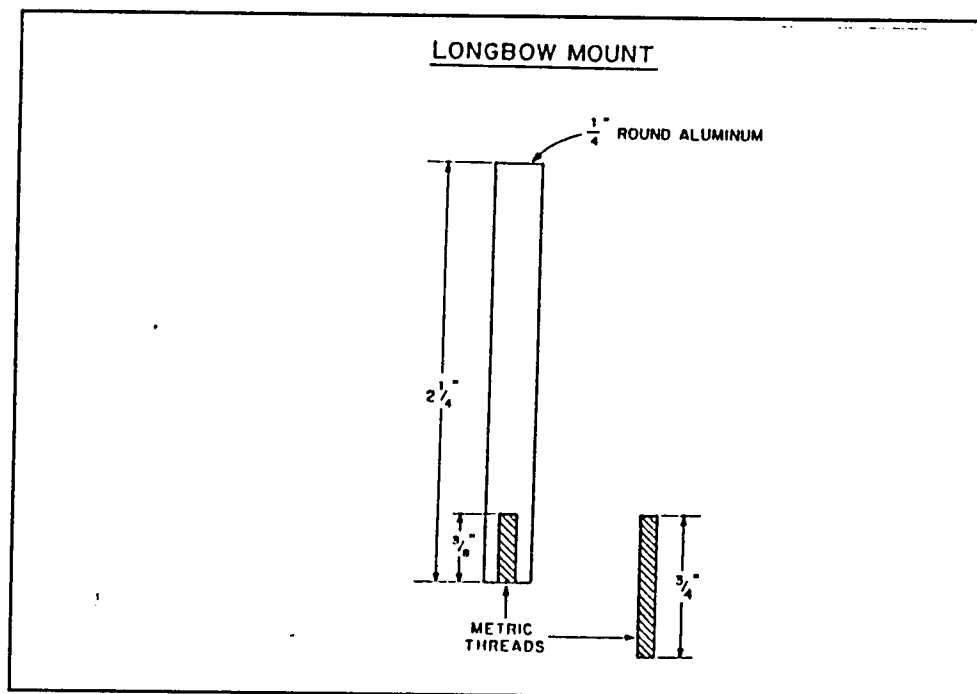 LONGBOW MOUNT
1/4" ROUND ALUMINUM
2 1/4"
3/8"
3/4"
METRIC
THREADS